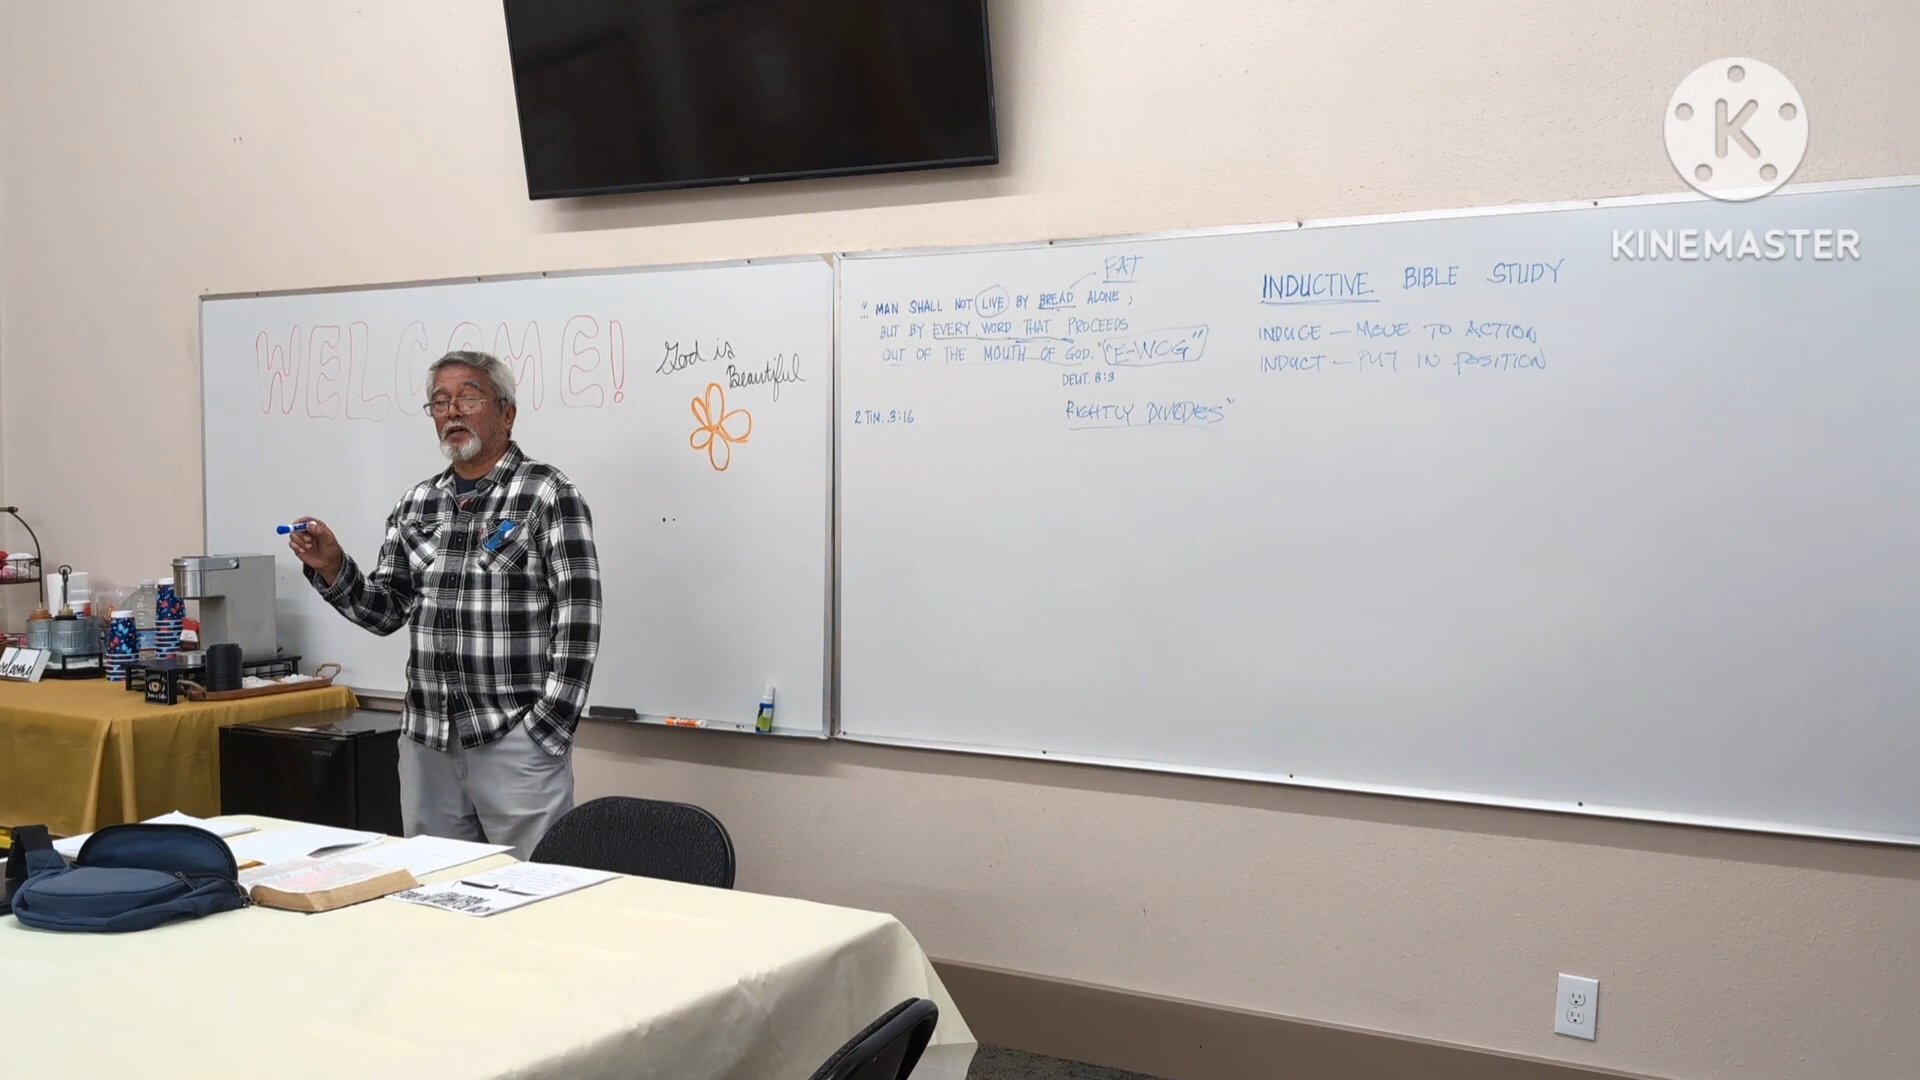 WELCOME!
God is
Beautiful
EAT
"MAN SHALL NOT LIVE BY BREAD ALONE,
BUT BY EVERY WORD THAT PROCEEDS
OUT OF THE MOUTH OF GOD." "E-WOG"
DEUT. 8:3
2 TIM. 3:16
RIGHTLY DIVIDES"
INDUCTIVE BIBLE STUDY
INDUCE — MOVE TO ACTION
INDUCT — PUT IN POSITION
K
KINEMASTER
welcome